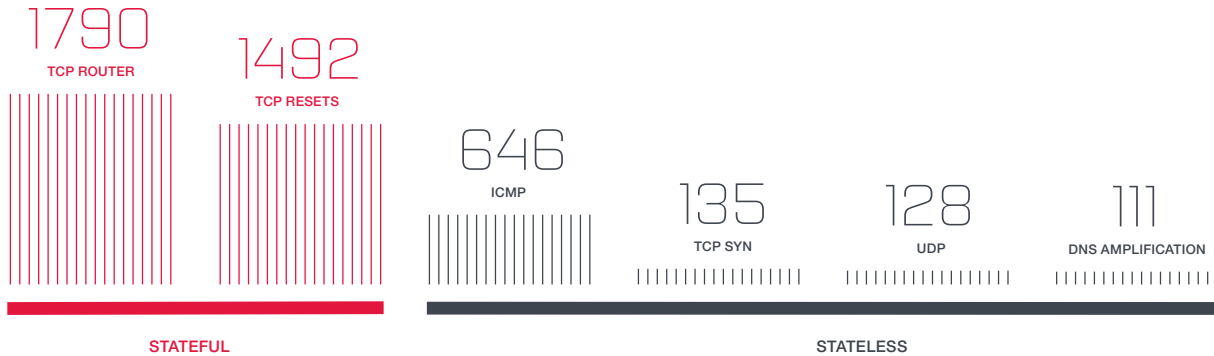 1790
TCP ROUTER
1492
TCP RESETS
646
ICMP
135
TCP SYN
128
UDP
111
DNS AMPLIFICATION
STATEFUL
STATELESS